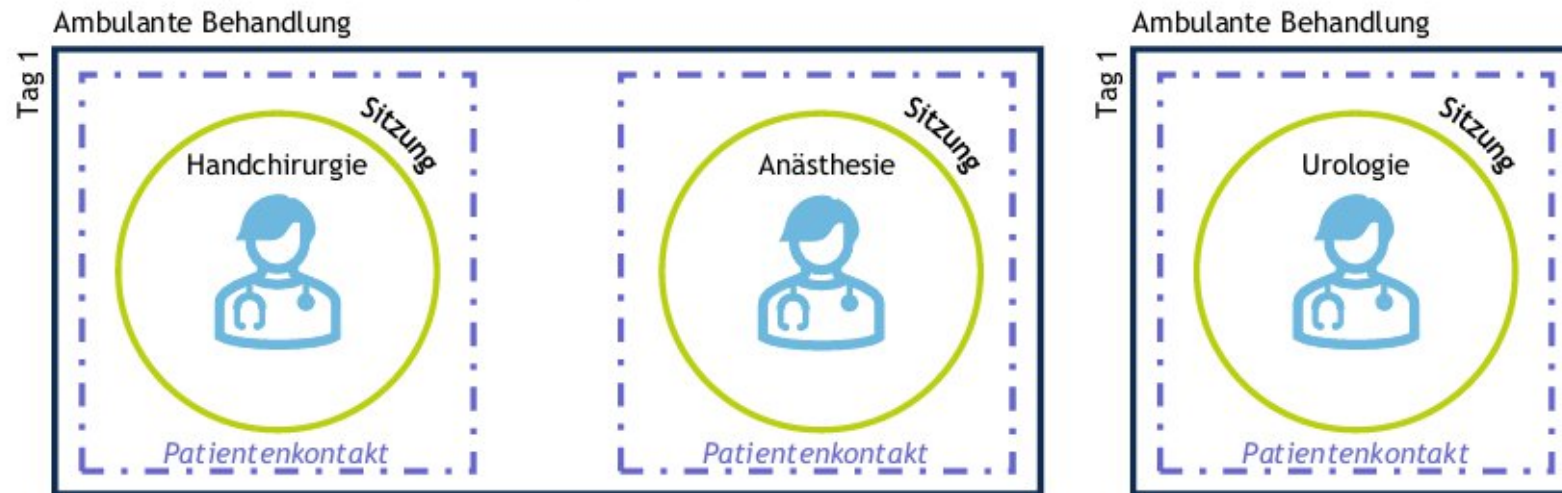 Ambulante Behandlung
Tag 1
Sitzung
Handchirurgie
Patientenkontakt
Sitzung
Anästhesie
Patientenkontakt
Ambulante Behandlung
Tag 1
Sitzung
Urologie
Patientenkontakt